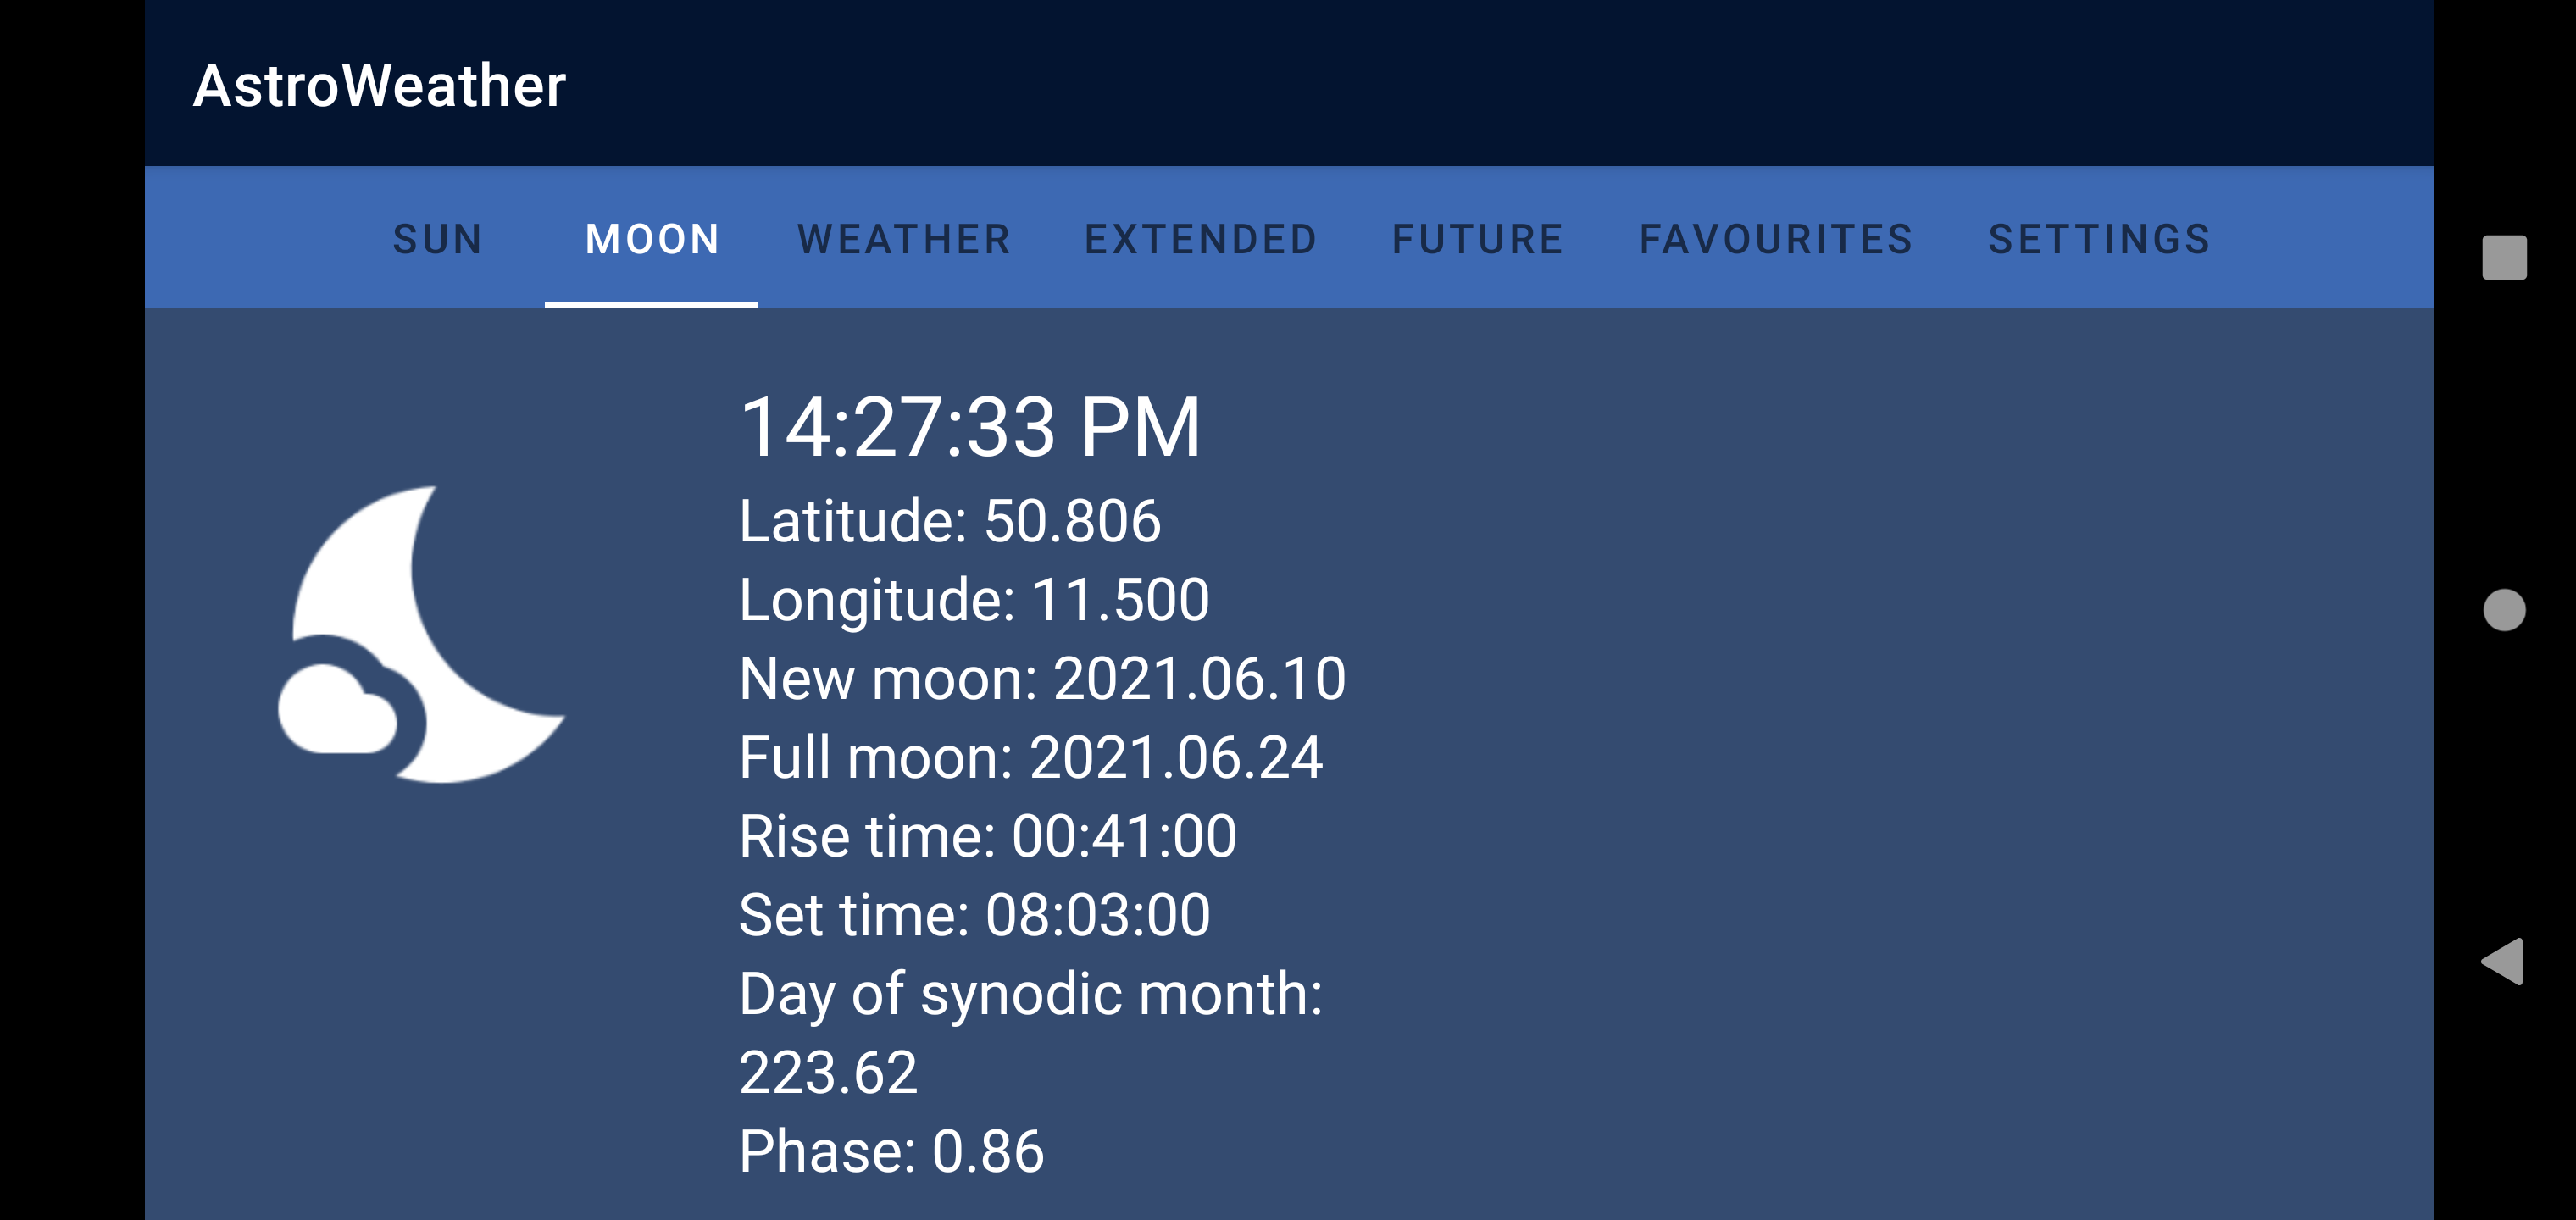 AstroWeather
SUN MOON WEATHER EXTENDED FUTURE FAVOURITES SETTINGS
14:27:33 PM
Latitude: 50.806
Longitude: 11.500
New moon: 2021.06.10
Full moon: 2021.06.24
Rise time: 00:41:00
Set time: 08:03:00
Day of synodic month:
223.62
Phase: 0.86